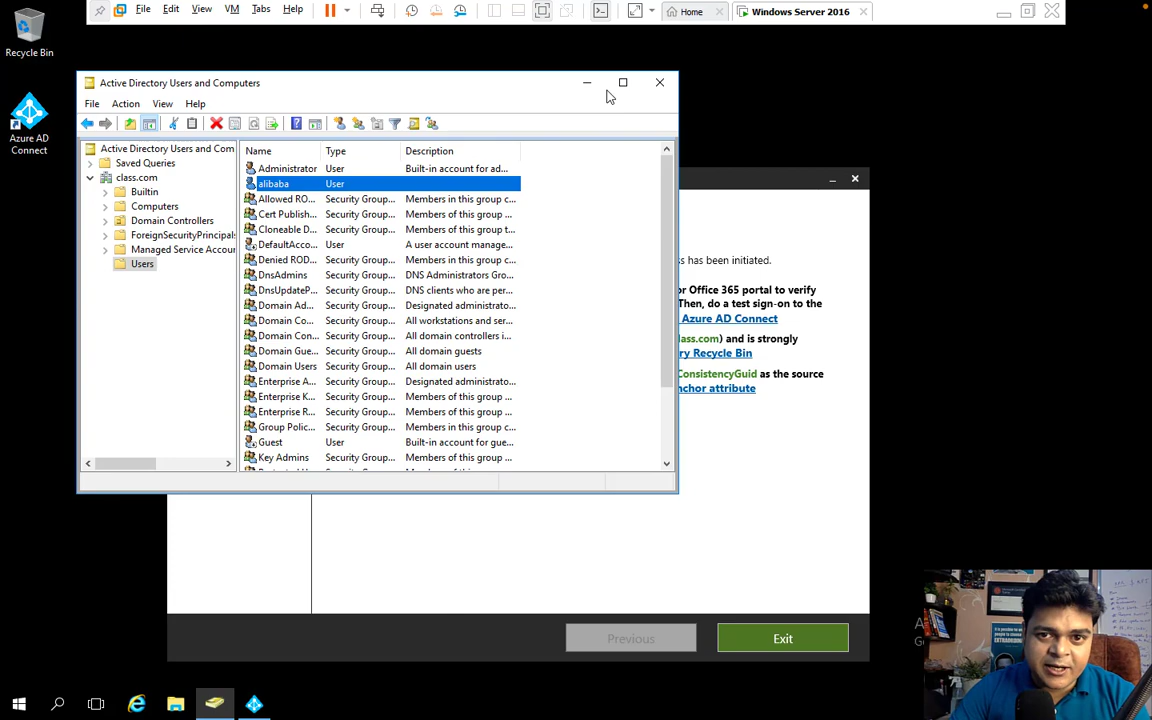 File Edit View VM Tabs Help
Home
Windows Server 2016
Recycle Bin
Azure AD
Connect
Active Directory Users and Computers
File Action View Help
Active Directory Users and Com
Saved Queries
class.com
Builtin
Computers
Domain Controllers
ForeignSecurityPrincipals
Managed Service Accour
Users
Name Type Description
Administrator User Built-in account for ad...
alibaba User
Allowed RO... Security Group... Members in this group c...
Cert Publish... Security Group... Members of this group ...
Cloneable D... Security Group... Members of this group t...
DefaultAcco... User A user account manage...
Denied ROD... Security Group... Members in this group c...
DnsAdmins Security Group... DNS Administrators Gro...
DnsUpdateP... Security Group... DNS clients who are per...
Domain Ad... Security Group... Designated administrato...
Domain Co... Security Group... All workstations and ser...
Domain Con... Security Group... All domain controllers i...
Domain Gue... Security Group... All domain guests
Domain Users Security Group... All domain users
Enterprise A... Security Group... Designated administrato...
Enterprise K... Security Group... Members of this group ...
Enterprise R... Security Group... Members of this group ...
Group Polic... Security Group... Members in this group c...
Guest User Built-in account for gue...
Key Admins Security Group... Members of this group ...
ss has been initiated.
or Office 365 portal to verify
Then, do a test sign-on to the
Azure AD Connect
lass.com) and is strongly
ry Recycle Bin
ConsistencyGuid as the source
nchor attribute
Previous
Exit